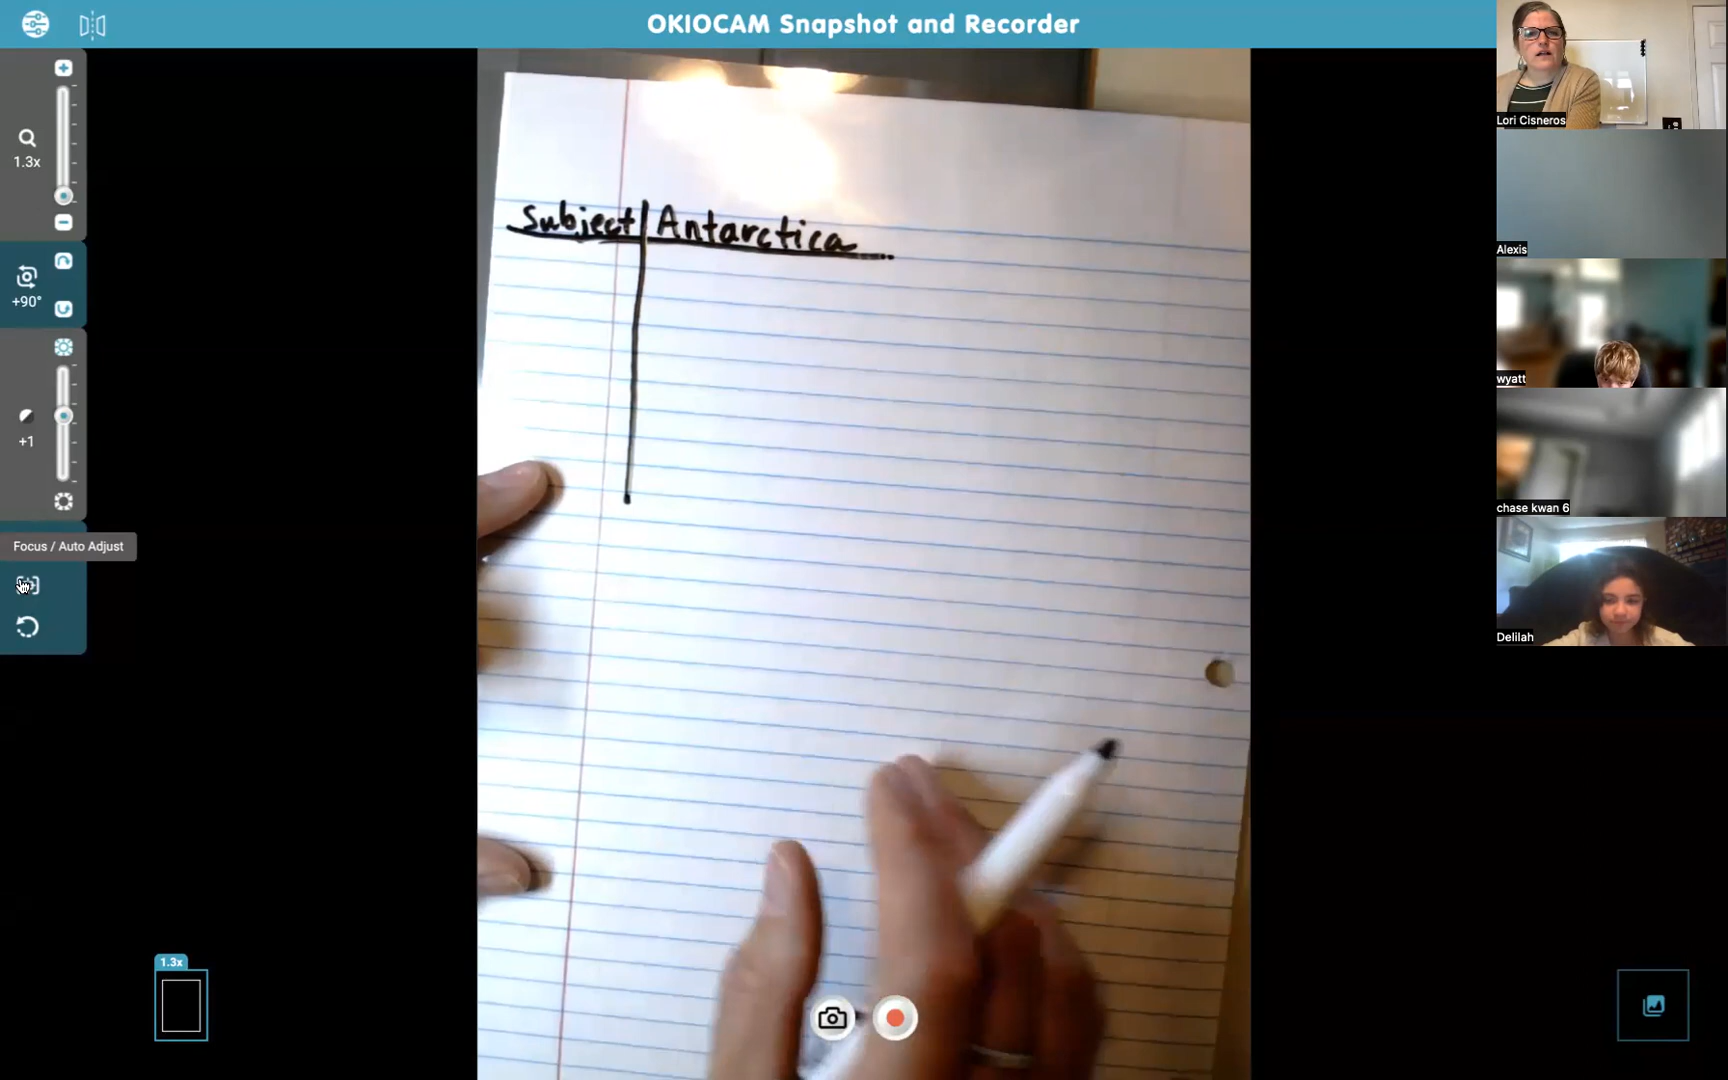 OKIOCAM Snapshot and Recorder
Lori Cisneros
1.3x
Subject Antarctica
Alexis
+90°
wyatt
+1
chase kwan 6
Focus / Auto Adjust
Delilah
1.3x